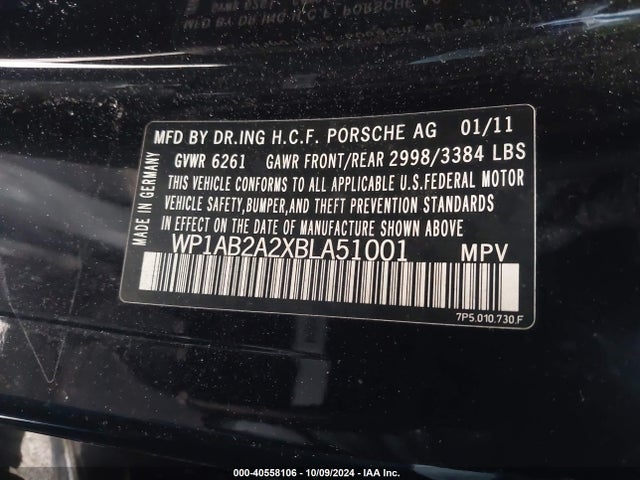 MFD BY DR.ING H.C.F. PORSCHE AG 01/11
GVWR 6261 GAWR FRONT/REAR 2998/3384 LBS
THIS VEHICLE CONFORMS TO ALL APPLICABLE U.S.FEDERAL MOTOR
VEHICLE SAFETY,BUMPER,AND THEFT PREVENTION STANDARDS
IN EFFECT ON THE DATE OF MANUFACTURE SHOWN ABOVE.
WP1AB2A2XBLA51001 MPV
MADE IN GERMANY
7P5.010.730.F
000-40558106 - 10/09/2024 - IAA Inc.